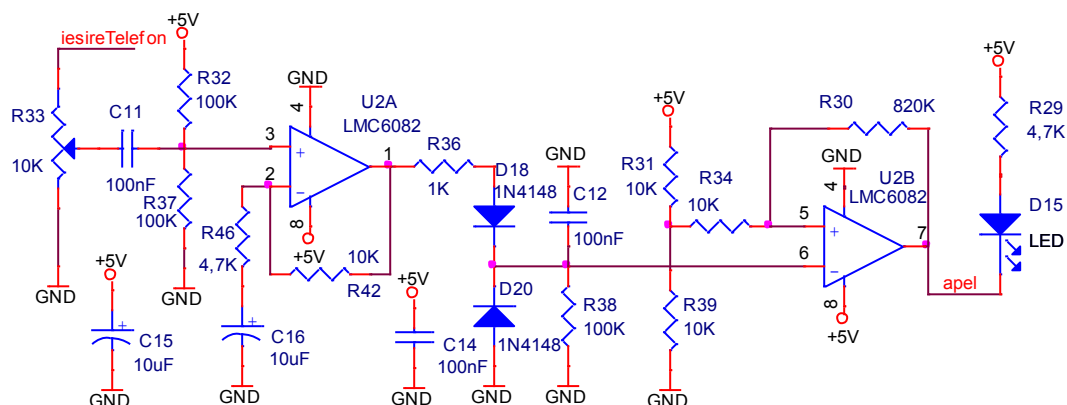 iesireTelefon
+5V
R33
10K
C11
100nF
R32
100K
R37
100K
GND
GND
GND
4
U2A
LMC6082
3
+
2
-
1
8
+5V
R46
4,7K
10K
R42
R36
1K
D18
1N4148
GND
C12
100nF
+5V
R31
10K
R34
10K
R30
820K
GND
4
U2B
LMC6082
5
+
6
-
7
8
+5V
+5V
R29
4,7K
D15
LED
apel
+5V
+
C15
10uF
GND
+
C16
10uF
GND
+5V
C14
100nF
GND
D20
1N4148
GND
R38
100K
GND
R39
10K
GND